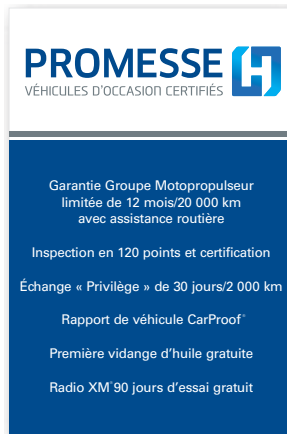 PROMESSE H
VÉHICULES D'OCCASION CERTIFIÉS
Garantie Groupe Motopropulseur
limitée de 12 mois/20 000 km
avec assistance routière
Inspection en 120 points et certification
Échange « Privilège » de 30 jours/2 000 km
Rapport de véhicule CarProof
Première vidange d'huile gratuite
Radio XM 90 jours d'essai gratuit